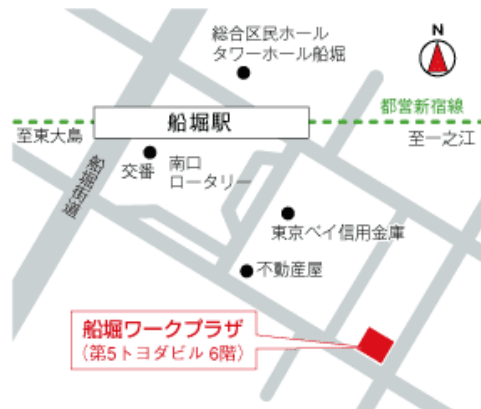 総合区民ホール
タワーホール船堀
N
都営新宿線
船堀駅
至東大島
至一之江
船堀街道
交番
南口
ロータリー
東京ベイ信用金庫
不動産屋
船堀ワークプラザ
（第5トヨダビル 6階）